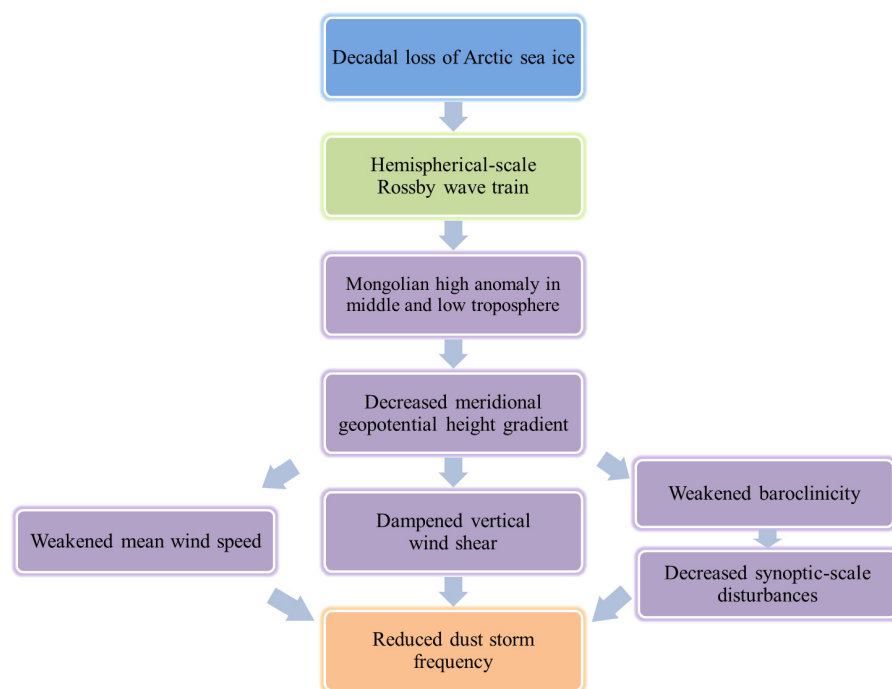 Decadal loss of Arctic sea ice
Hemispherical-scale
Rossby wave train
Mongolian high anomaly in
middle and low troposphere
Decreased meridional
geopotential height gradient
Weakened mean wind speed
Dampened vertical
wind shear
Weakened baroclinicity
Decreased synoptic-scale
disturbances
Reduced dust storm
frequency